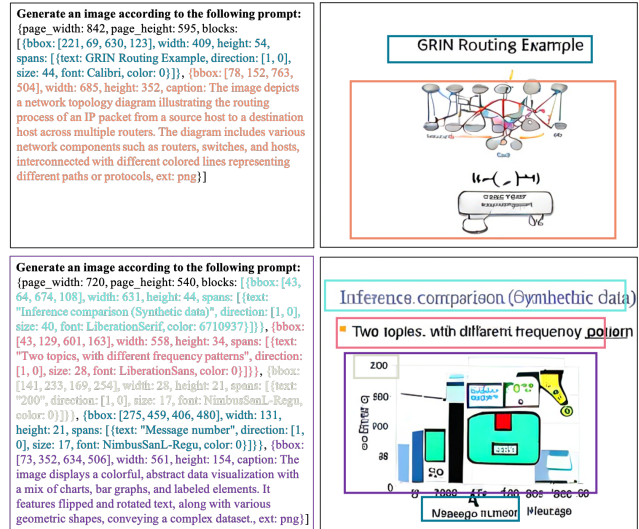 Generate an image according to the following prompt:
{page_width: 842, page_height: 595, blocks:
[{bbox: [221, 69, 630, 123], width: 409, height: 54,
spans: [{text: GRIN Routing Example, direction: [1, 0],
size: 44, font: Calibri, color: 0}]}, {bbox: [78, 152, 763,
504], width: 685, height: 352, caption: The image depicts
a network topology diagram illustrating the routing
process of an IP packet from a source host to a destination
host across multiple routers. The diagram includes various
network components such as routers, switches, and hosts,
interconnected with different colored lines representing
different paths or protocols, ext: png}]
GRIN Routing Example
Generate an image according to the following prompt:
{page_width: 720, page_height: 540, blocks: [{bbox: [43,
64, 674, 108], width: 631, height: 44, spans: [{text:
"Inference comparison (Synthetic data)", direction: [1, 0],
size: 40, font: LiberationSerif, color: 6710937}]}, {bbox:
[43, 129, 601, 163], width: 558, height: 34, spans: [{text:
"Two topics, with different frequency patterns", direction:
[1, 0], size: 28, font: LiberationSans, color: 0}]}, {bbox:
[141, 233, 169, 254], width: 28, height: 21, spans: [{text:
"200", direction: [1, 0], size: 17, font: NimbusSanL-Regu,
color: 0}]}, {bbox: [275, 459, 406, 480], width: 131,
height: 21, spans: [{text: "Message number", direction: [1,
0], size: 17, font: NimbusSanL-Regu, color: 0}]}, {bbox:
[73, 352, 634, 506], width: 561, height: 154, caption: The
image displays a colorful, abstract data visualization with
a mix of charts, bar graphs, and labeled elements. It
features flipped and rotated text, along with various
geometric shapes, conveying a complex dataset., ext: png}]
Inference comparison (data)
Two toples. with different frequency
200